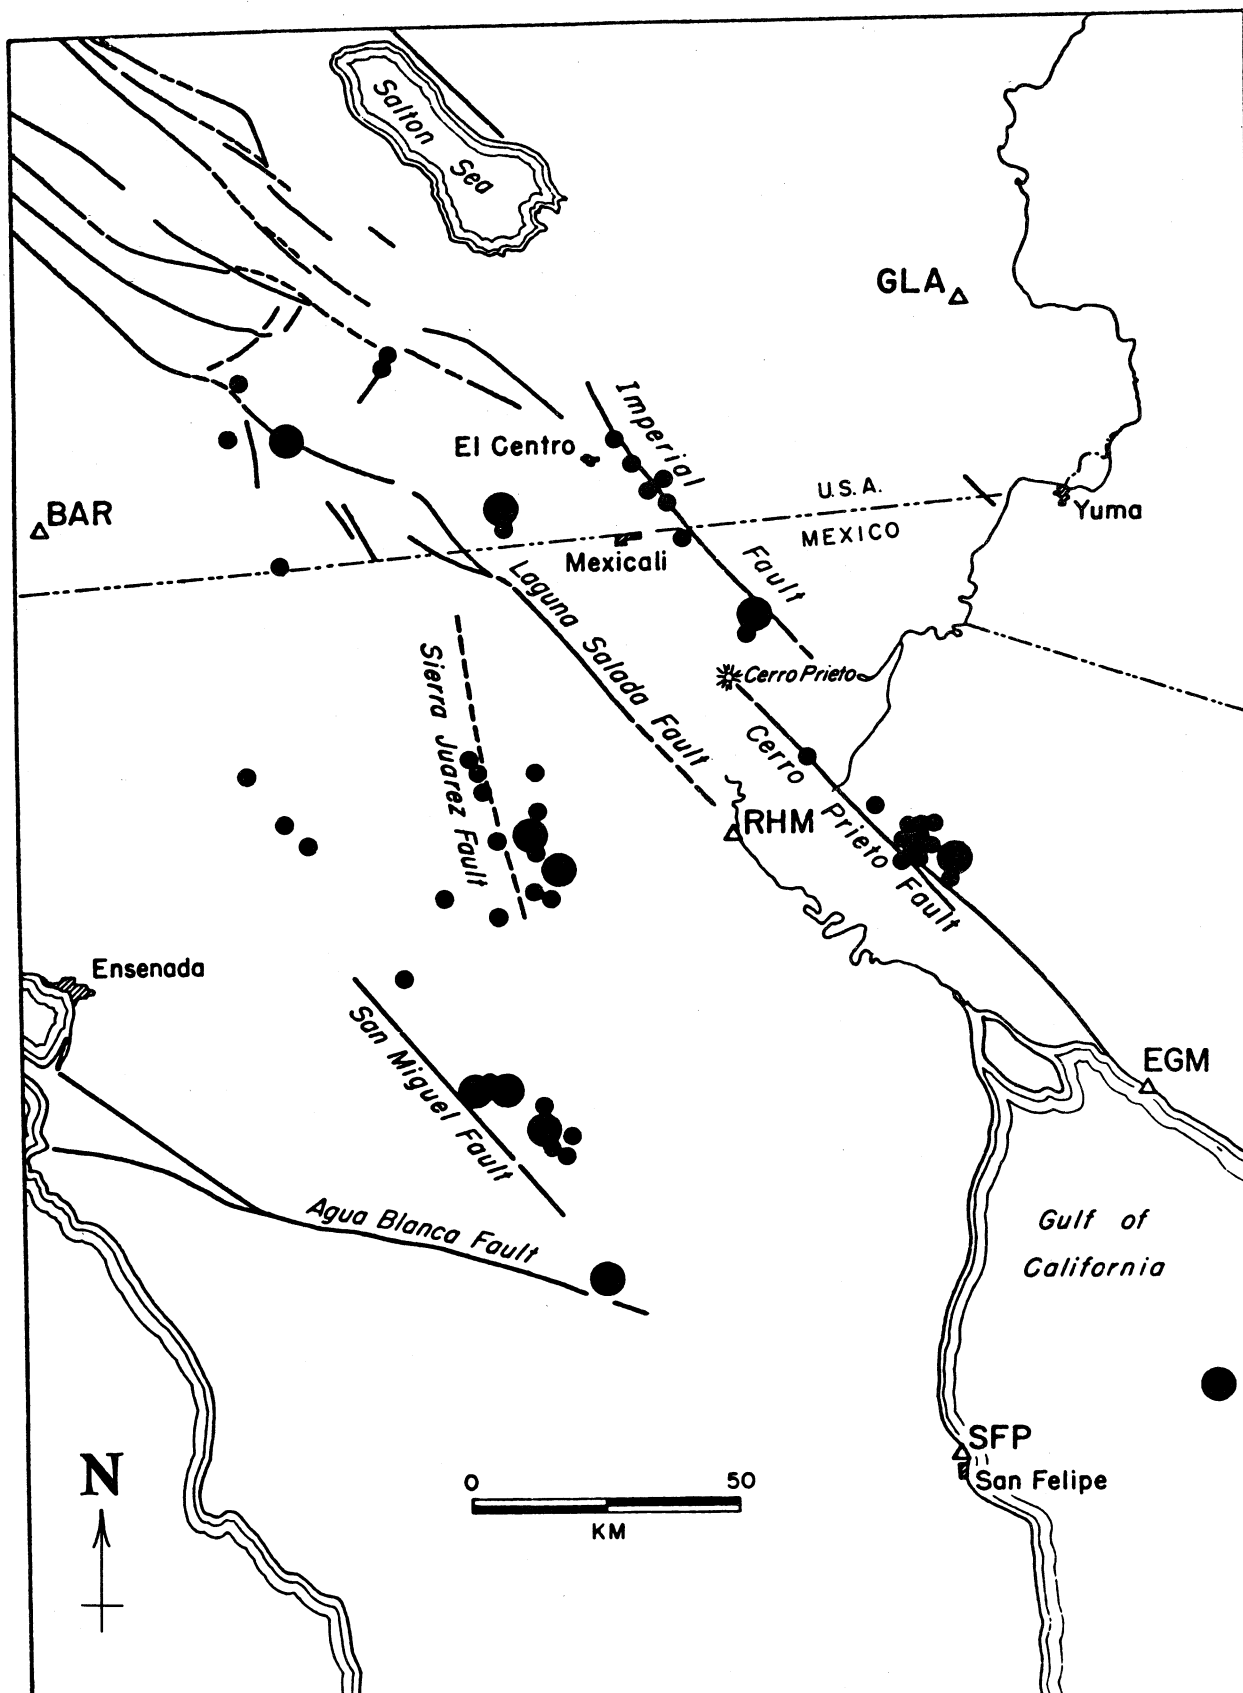 Salton
Sea
GLA
Imperial
El Centro
U.S.A.
BAR
Yuma
MEXICO
Mexicali
Fault
Laguna Salada Fault
Sierra Juarez Fault
Cerro Prieto
Cerro Prieto Fault
RHM
Ensenada
San Miguel Fault
EGM
Agua Blanca Fault
Gulf of
California
SFP
San Felipe
N
0 50
KM